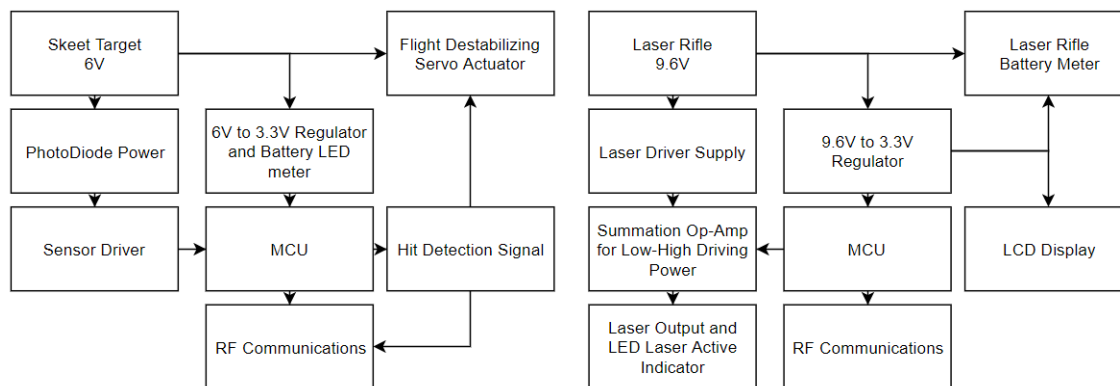 Skeet Target
6V
Flight Destabilizing
Servo Actuator
PhotoDiode Power
6V to 3.3V Regulator
and Battery LED
meter
Sensor Driver
MCU
Hit Detection Signal
RF Communications
Laser Rifle
9.6V
Laser Rifle
Battery Meter
Laser Driver Supply
9.6V to 3.3V
Regulator
Summation Op-Amp
for Low-High Driving
Power
MCU
LCD Display
Laser Output and
LED Laser Active
Indicator
RF Communications